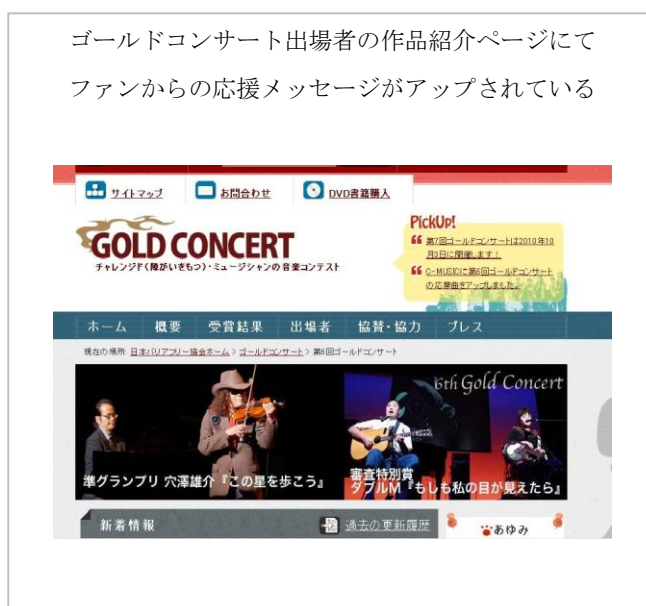 ゴールドコンサート出場者の作品紹介ページにて
ファンからの応援メッセージがアップされている
サイトマップ お問合わせ DVD書籍購入
PickUp!
第7回ゴールドコンサートは2010年10
月3日に開催します！
C-MUSICに第6回ゴールドコンサート
の応募曲をアップしました。
GOLD CONCERT
チャレンジド(障がいをもつ)・ミュージシャンの音楽コンテスト
ホーム 概要 受賞結果 出場者 協賛・協力 プレス
現在の場所: 日本バリアフリー協会ホーム > ゴールドコンサート > 第6回ゴールドコンサート
6th Gold Concert
準グランプリ 穴澤雄介『この星を歩こう』
審査特別賞
ダブルM『もしも私の目が見えたら』
新着情報 過去の更新履歴
あゆみ